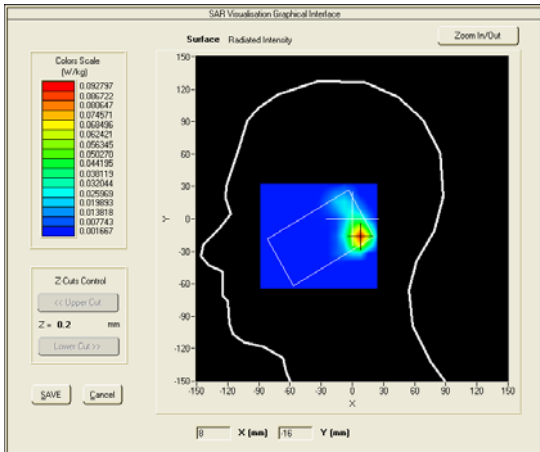 SAR Visualisation Graphical Interface
Surface Radiated Intensity
Zoom In/Out
Colors Scale
(W/kg)
0.092797
0.086722
0.080647
0.074571
0.068496
0.062421
0.056345
0.050270
0.044195
0.038119
0.032044
0.025969
0.019893
0.013818
0.007743
0.001667
Z-Cuts Control
<< Upper Cut
Z = 0.2 mm
Lower Cut >>
SAVE Cancel
150-
120-
90-
60-
30-
0-
-30-
-60-
-90-
-120-
-150-
Y
-150 -120 -90 -60 -30 0 30 60 90 120 150
X
8 X (mm) -16 Y (mm)